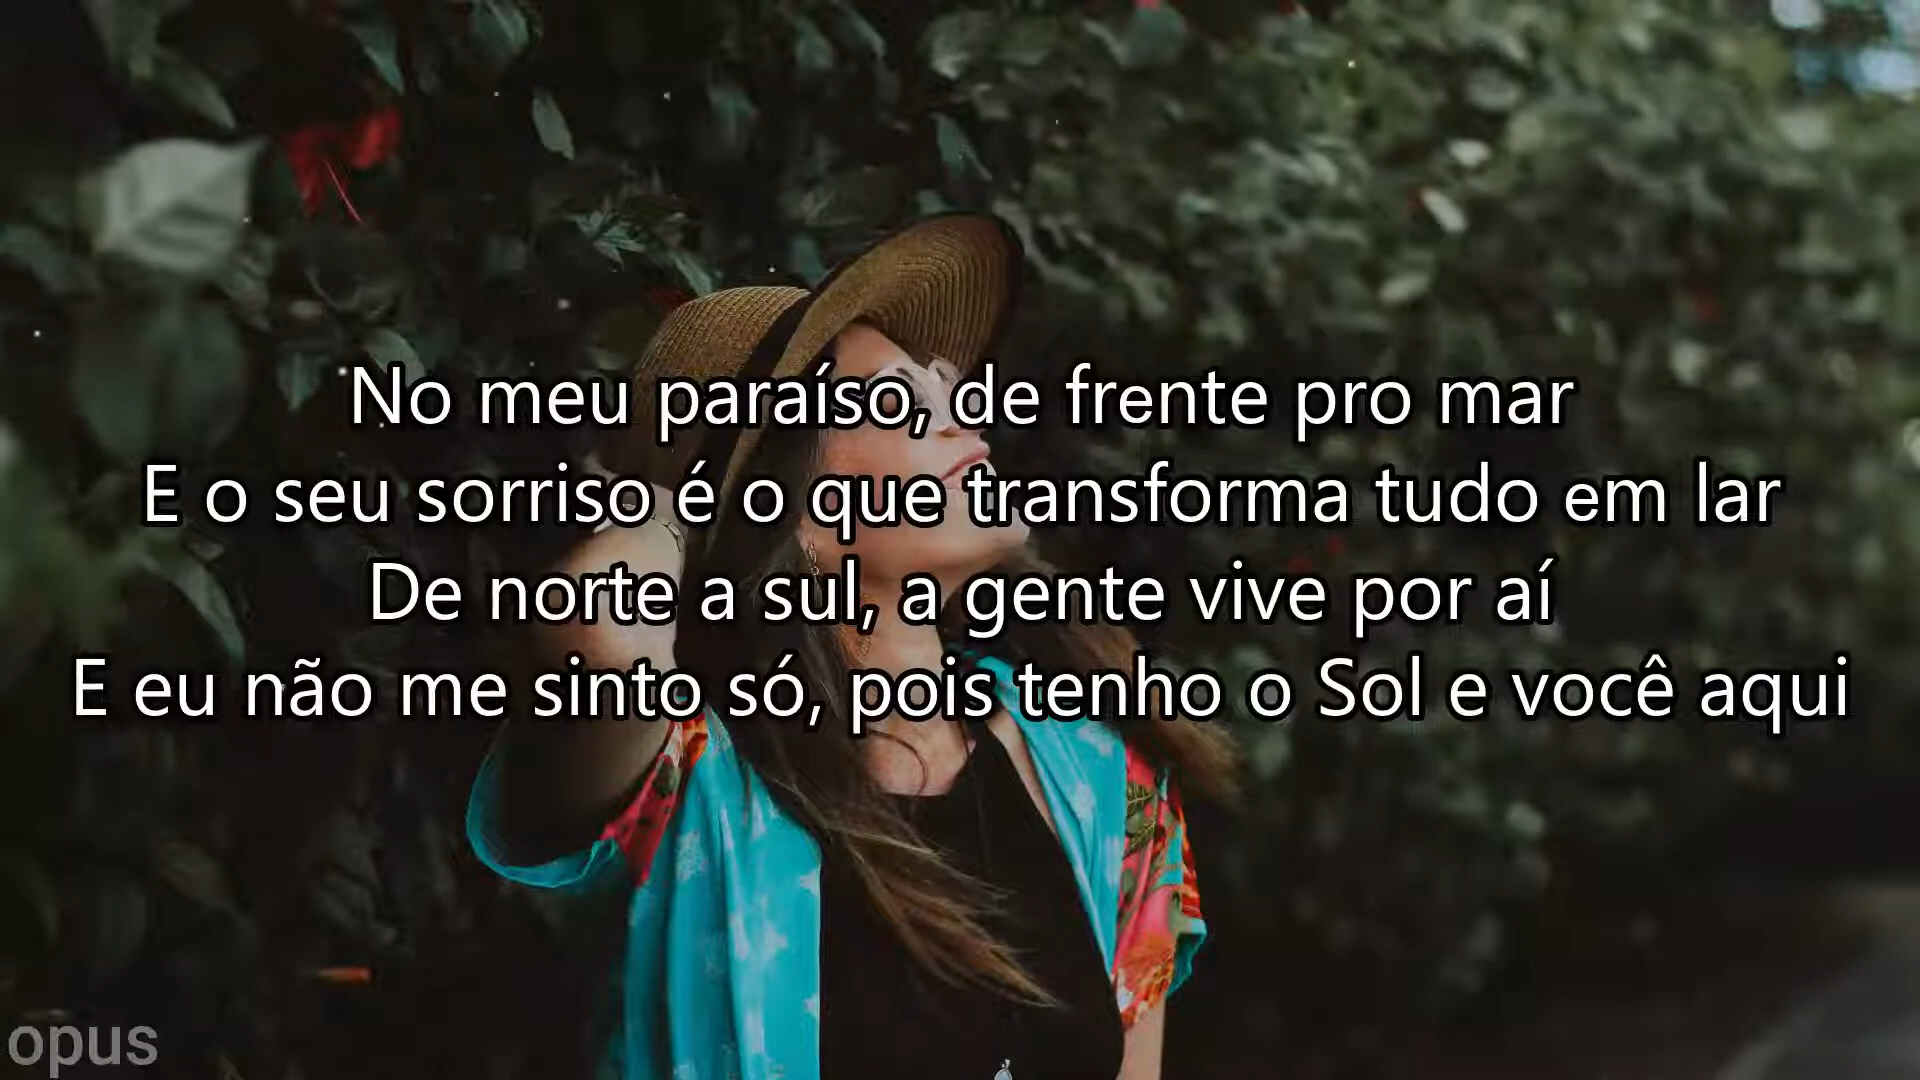 No meu paraíso, de frente pro mar
E o seu sorriso é o que transforma tudo em lar
De norte a sul, a gente vive por aí
E eu não me sinto só, pois tenho o Sol e você aqui
opus